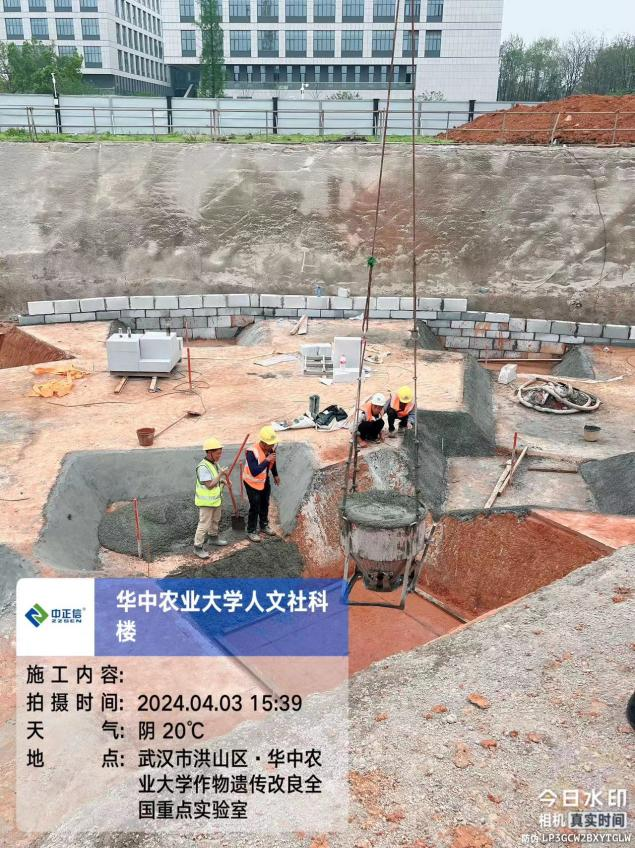 中正信®
ZZSEN
华中农业大学人文社科
楼
施工内容:
拍摄时间: 2024.04.03 15:39
天气: 阴 20℃
地点: 武汉市洪山区·华中农
业大学作物遗传改良全
国重点实验室
今日水印
相机 真实时间
防伪 LP3GCW2BXYTGLW